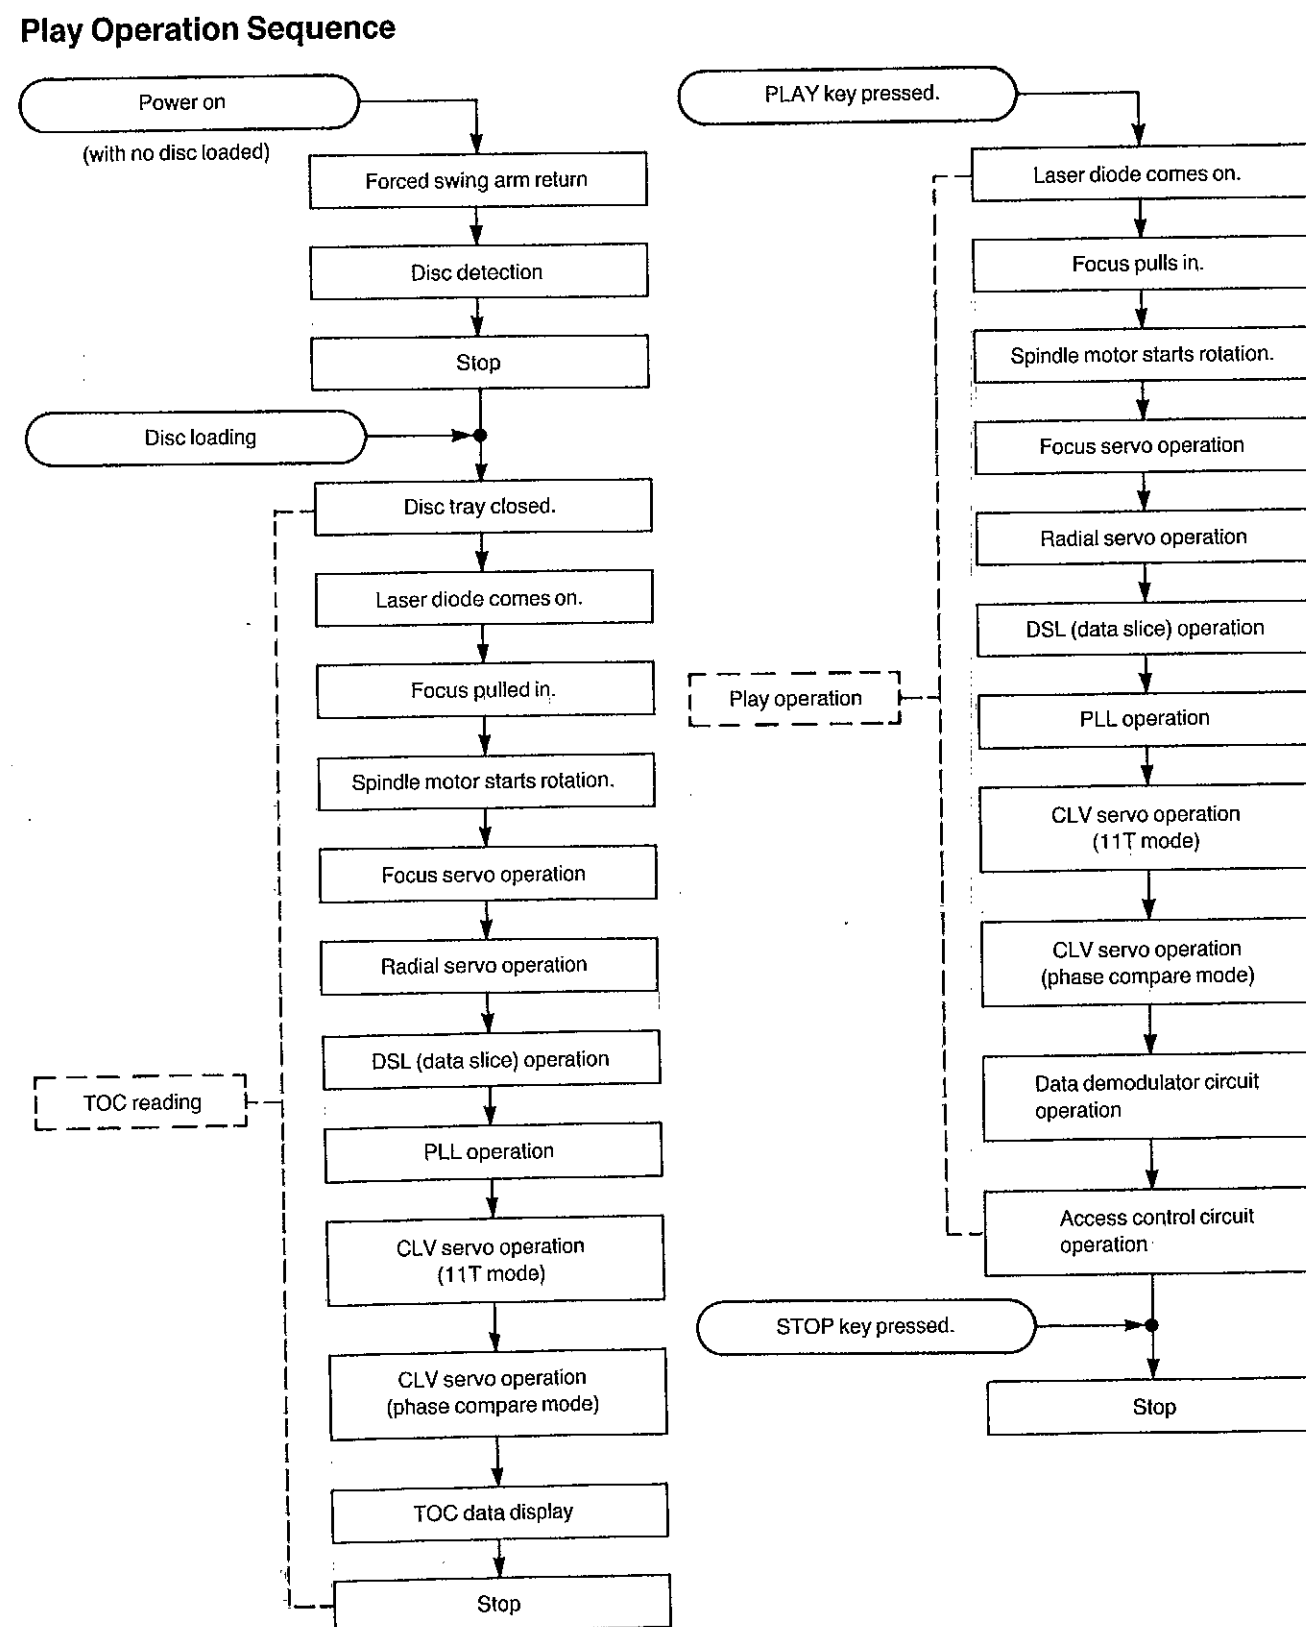 Play Operation Sequence
Power on
(with no disc loaded)
Forced swing arm return
Disc detection
Stop
Disc loading
Disc tray closed.
Laser diode comes on.
Focus pulled in.
Spindle motor starts rotation.
Focus servo operation
Radial servo operation
DSL (data slice) operation
TOC reading
PLL operation
CLV servo operation
(11T mode)
CLV servo operation
(phase compare mode)
TOC data display
Stop
PLAY key pressed.
Laser diode comes on.
Focus pulls in.
Spindle motor starts rotation.
Focus servo operation
Radial servo operation
DSL (data slice) operation
Play operation
PLL operation
CLV servo operation
(11T mode)
CLV servo operation
(phase compare mode)
Data demodulator circuit
operation
Access control circuit
operation
STOP key pressed.
Stop